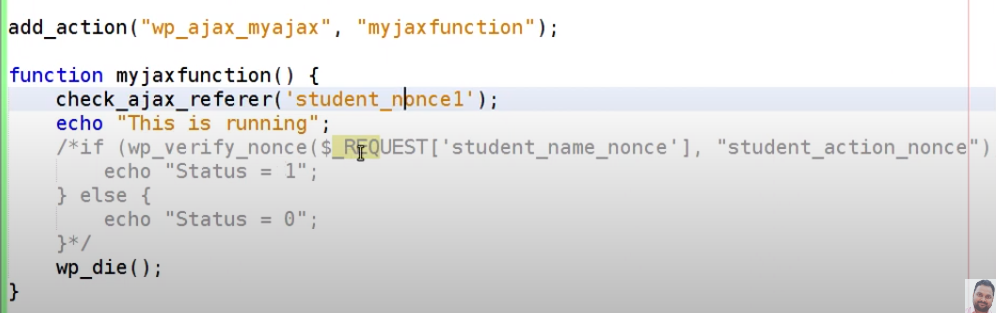 add_action("wp_ajax_myajax", "myjaxfunction");
function myjaxfunction() {
check_ajax_referer('student_nonce1');
echo "This is running";
/*if (wp_verify_nonce($_REQUEST['student_name_nonce'], "student_action_nonce")
echo "Status = 1";
} else {
echo "Status = 0";
}*/
wp_die();
}